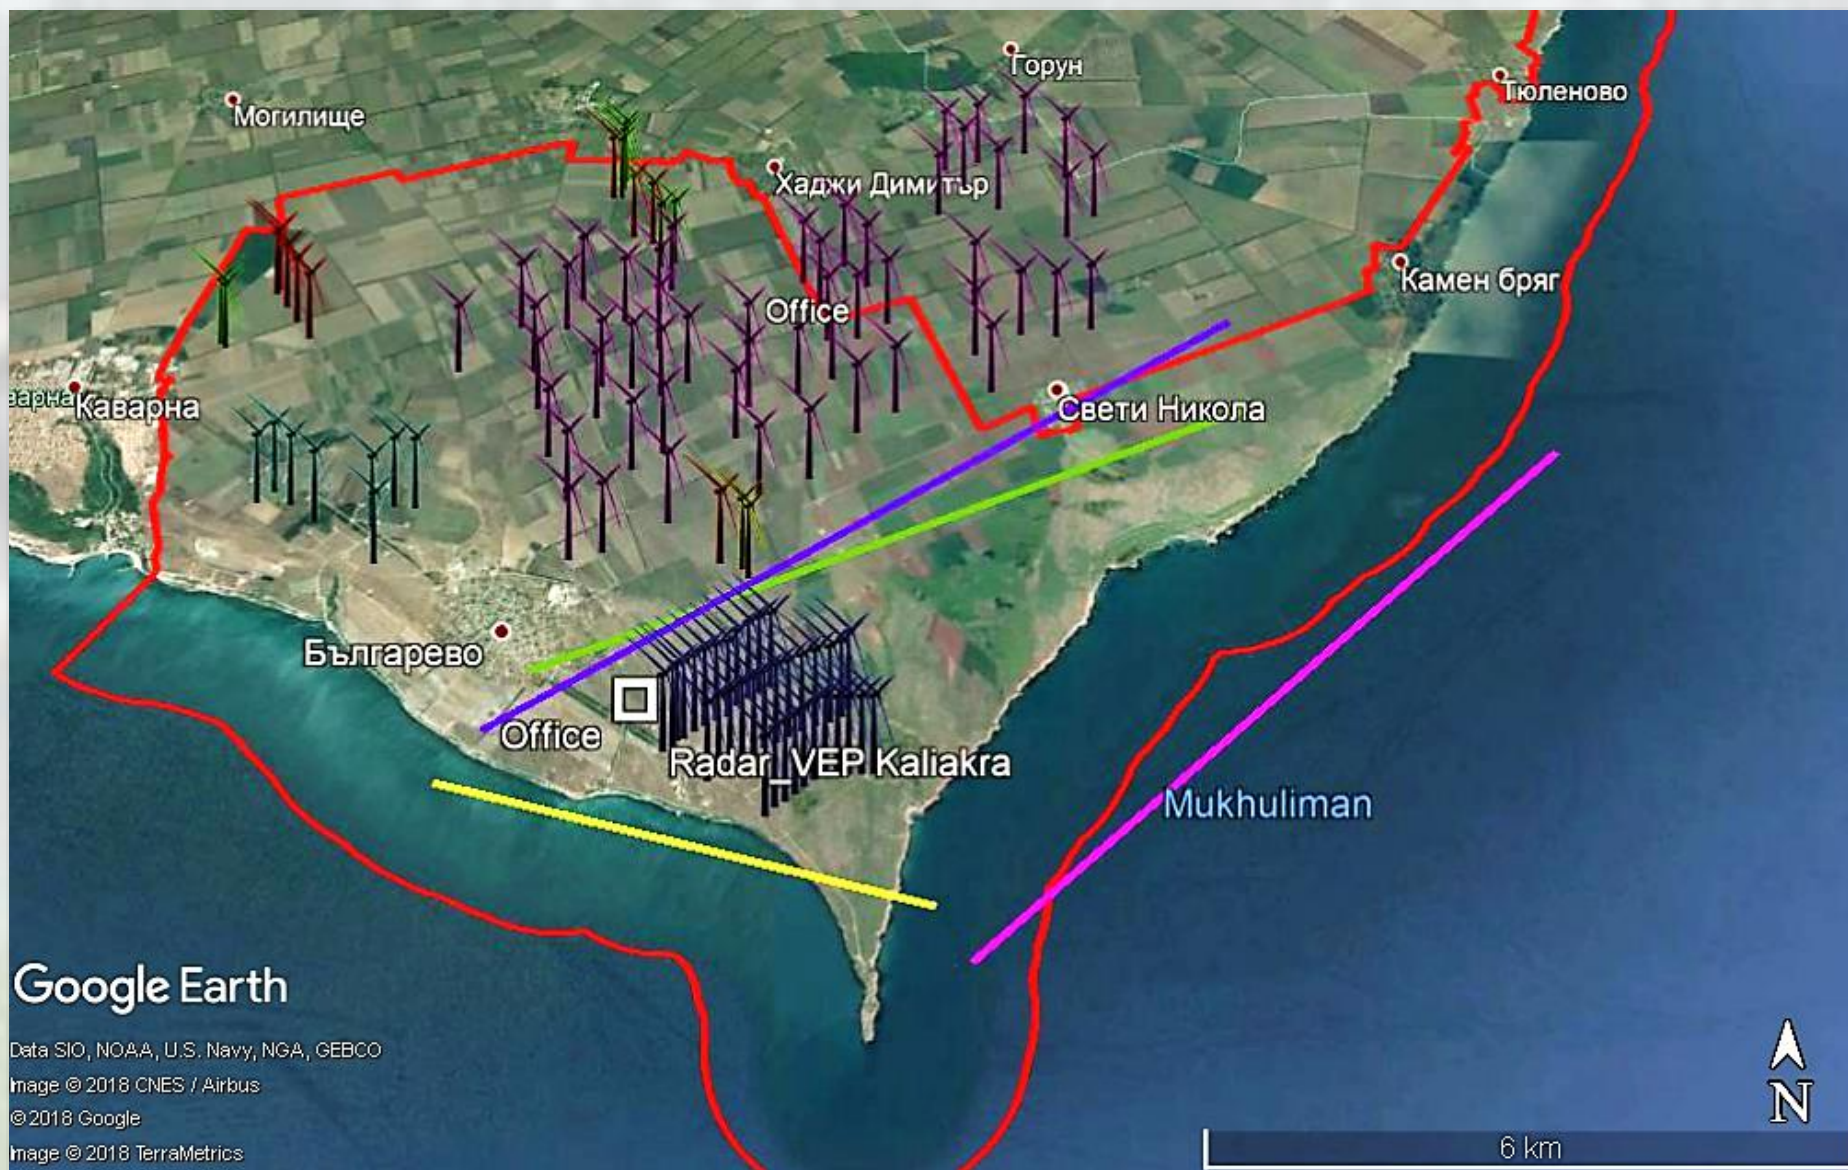 Горун
Тюленово
Могилище
Хаджи Димитър
Камен бряг
Office
Каварна
Свети Никола
Българево
Office
Radar_VEP Kaliakra
Mukhuliman
Google Earth
Data SIO, NOAA, U.S. Navy, NGA, GEBCO
Image © 2018 CNES / Airbus
© 2018 Google
Image © 2018 TerraMetrics
N
6 km